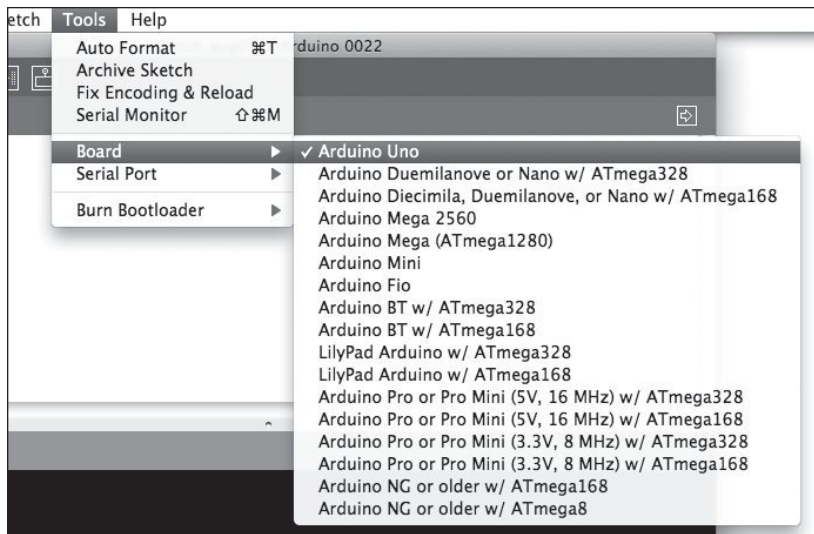 etch Tools Help
rduino 0022
Auto Format ⌘T
Archive Sketch
Fix Encoding & Reload
Serial Monitor ⇧⌘M
Board
Serial Port
Burn Bootloader
✓ Arduino Uno
Arduino Duemilanove or Nano w/ ATmega328
Arduino Diecimila, Duemilanove, or Nano w/ ATmega168
Arduino Mega 2560
Arduino Mega (ATmega1280)
Arduino Mini
Arduino Fio
Arduino BT w/ ATmega328
Arduino BT w/ ATmega168
LilyPad Arduino w/ ATmega328
LilyPad Arduino w/ ATmega168
Arduino Pro or Pro Mini (5V, 16 MHz) w/ ATmega328
Arduino Pro or Pro Mini (5V, 16 MHz) w/ ATmega168
Arduino Pro or Pro Mini (3.3V, 8 MHz) w/ ATmega328
Arduino Pro or Pro Mini (3.3V, 8 MHz) w/ ATmega168
Arduino NG or older w/ ATmega168
Arduino NG or older w/ ATmega8